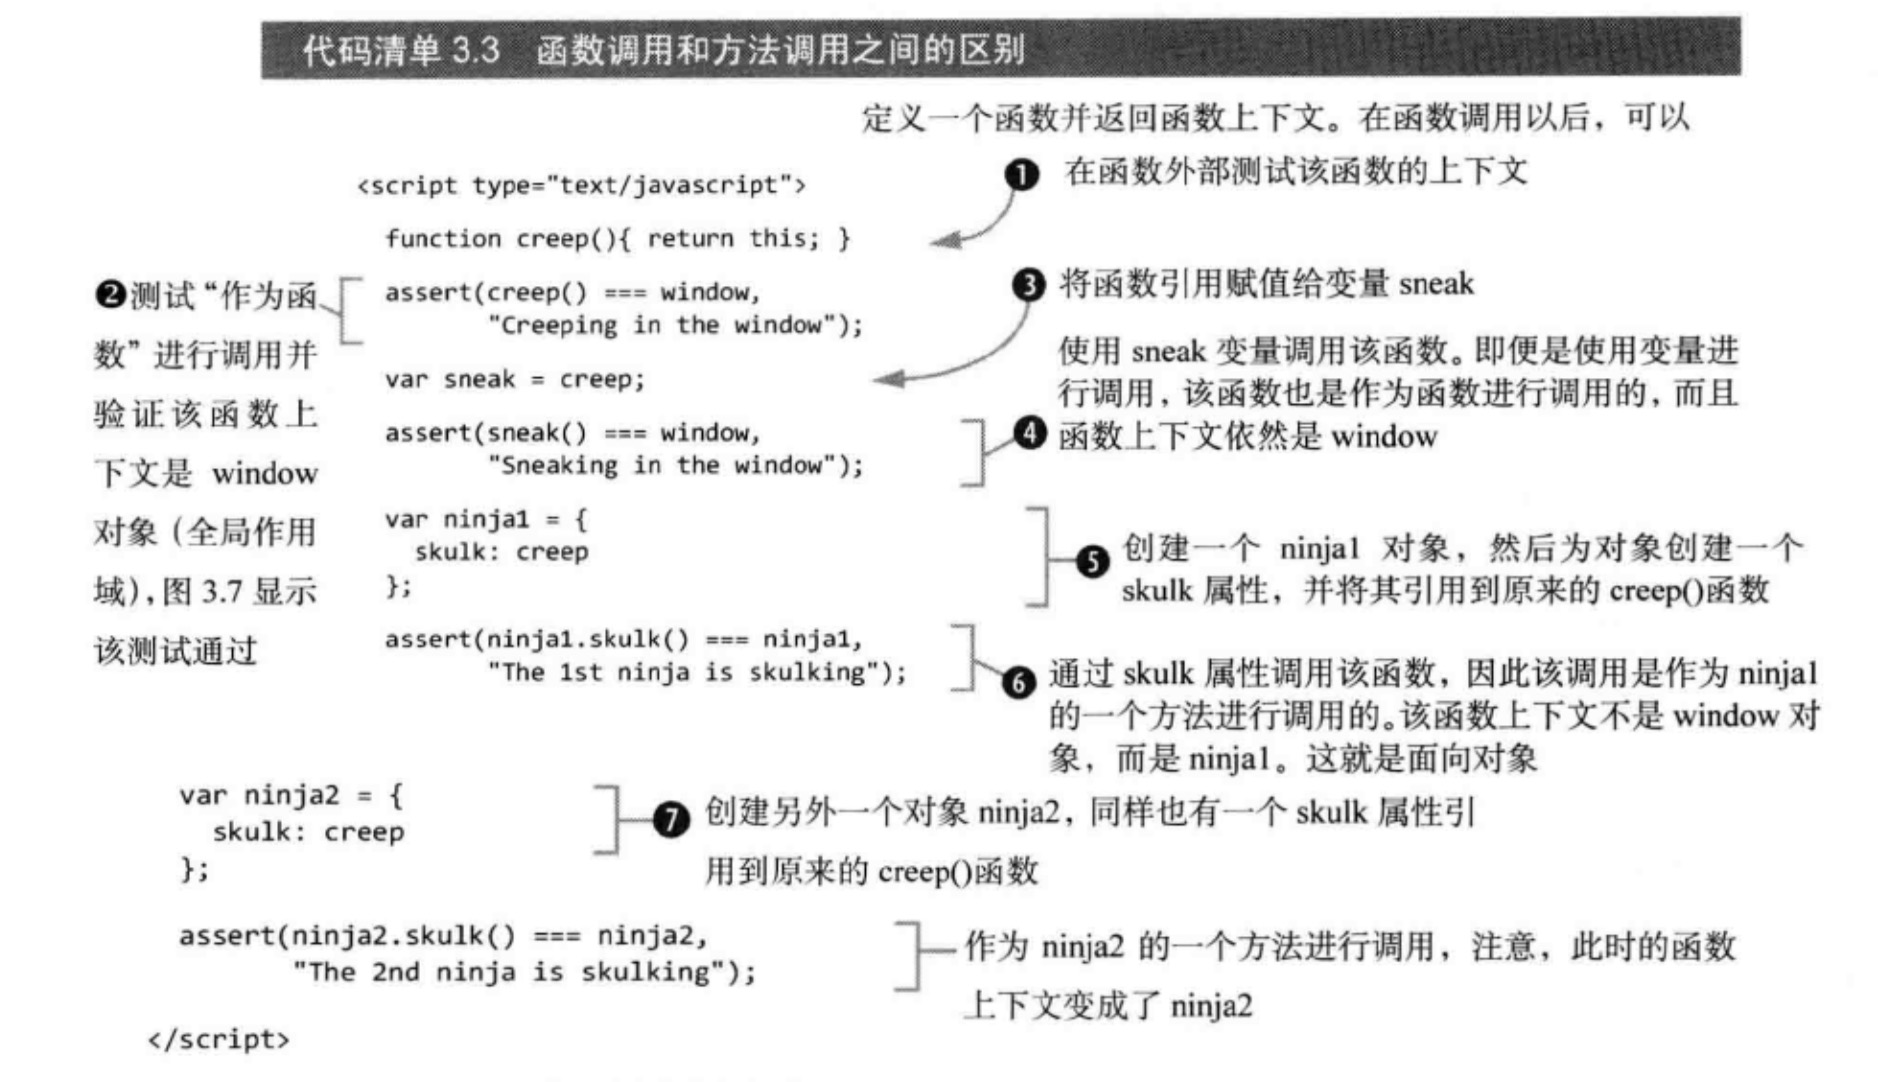 代码清单 3.3 函数调用和方法调用之间的区别
定义一个函数并返回函数上下文。在函数调用以后，可以
❶ 在函数外部测试该函数的上下文
<script type="text/javascript">
function creep(){ return this; }
❷测试“作为函
数”进行调用并
验证该函数上
下文是 window
对象（全局作用
域），图 3.7 显示
该测试通过
assert(creep() === window,
"Creeping in the window");
❸ 将函数引用赋值给变量 sneak
var sneak = creep;
使用 sneak 变量调用该函数。即便是使用变量进
行调用，该函数也是作为函数进行调用的，而且
❹ 函数上下文依然是 window
assert(sneak() === window,
"Sneaking in the window");
var ninja1 = {
skulk: creep
};
❺ 创建一个 ninja1 对象，然后为对象创建一个
skulk 属性，并将其引用到原来的 creep()函数
assert(ninja1.skulk() === ninja1,
"The 1st ninja is skulking");
❻ 通过 skulk 属性调用该函数，因此该调用是作为 ninja1
的一个方法进行调用的。该函数上下文不是 window 对
象，而是 ninja1。这就是面向对象
var ninja2 = {
skulk: creep
};
❼ 创建另外一个对象 ninja2，同样也有一个 skulk 属性引
用到原来的 creep()函数
assert(ninja2.skulk() === ninja2,
"The 2nd ninja is skulking");
作为 ninja2 的一个方法进行调用，注意，此时的函数
上下文变成了 ninja2
</script>